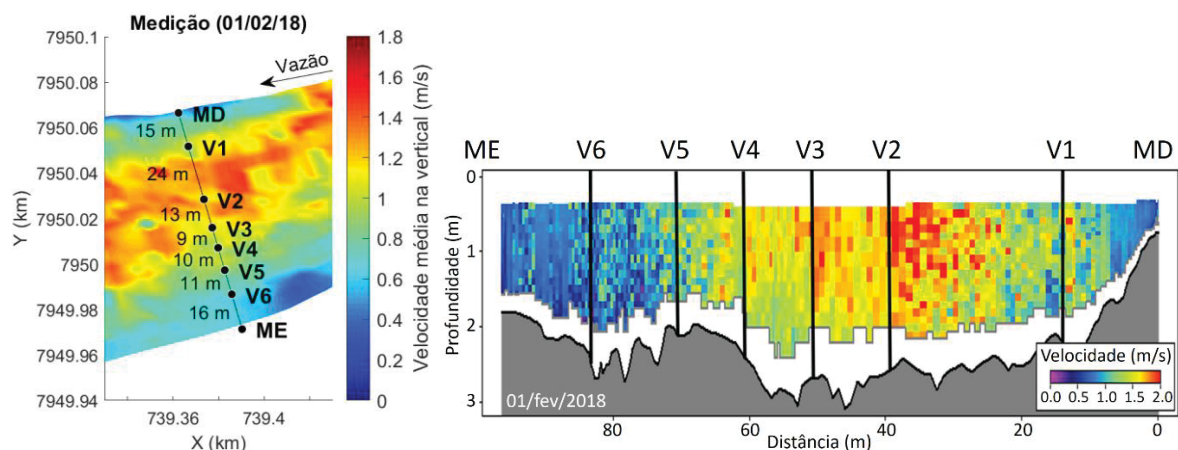 Medição (01/02/18)
7950.1
7950.08
7950.06
7950.04
7950.02
7950
7949.98
7949.96
7949.94
Y (km)
739.36
739.4
X (km)
Vazão
MD
15 m
V1
24 m
V2
13 m
V3
9 m
V4
10 m
V5
11 m
V6
16 m
ME
1.8
1.6
1.4
1.2
1
0.8
0.6
0.4
0.2
0
Velocidade média na vertical (m/s)
ME V6 V5 V4 V3 V2 V1 MD
0
1
2
3
Profundidade (m)
01/fev/2018
Velocidade (m/s)
0.0 0.5 1.0 1.5 2.0
80 60 40 20 0
Distância (m)